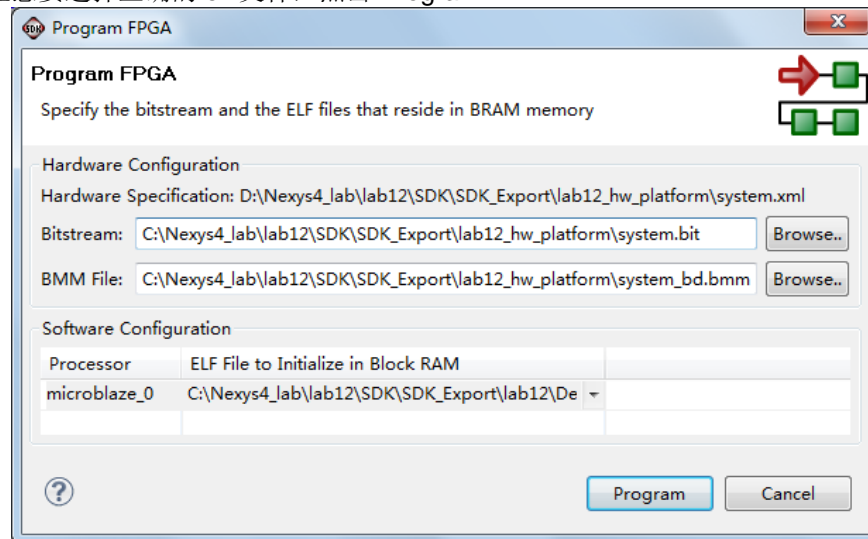 Program FPGA
Program FPGA
Specify the bitstream and the ELF files that reside in BRAM memory
Hardware Configuration
Hardware Specification: D:\Nexys4_lab\lab12\SDK\SDK_Export\lab12_hw_platform\system.xml
Bitstream: C:\Nexys4_lab\lab12\SDK\SDK_Export\lab12_hw_platform\system.bit Browse..
BMM File: C:\Nexys4_lab\lab12\SDK\SDK_Export\lab12_hw_platform\system_bd.bmm Browse..
Software Configuration
Processor ELF File to Initialize in Block RAM
microblaze_0 C:\Nexys4_lab\lab12\SDK\SDK_Export\lab12\De
? Program Cancel